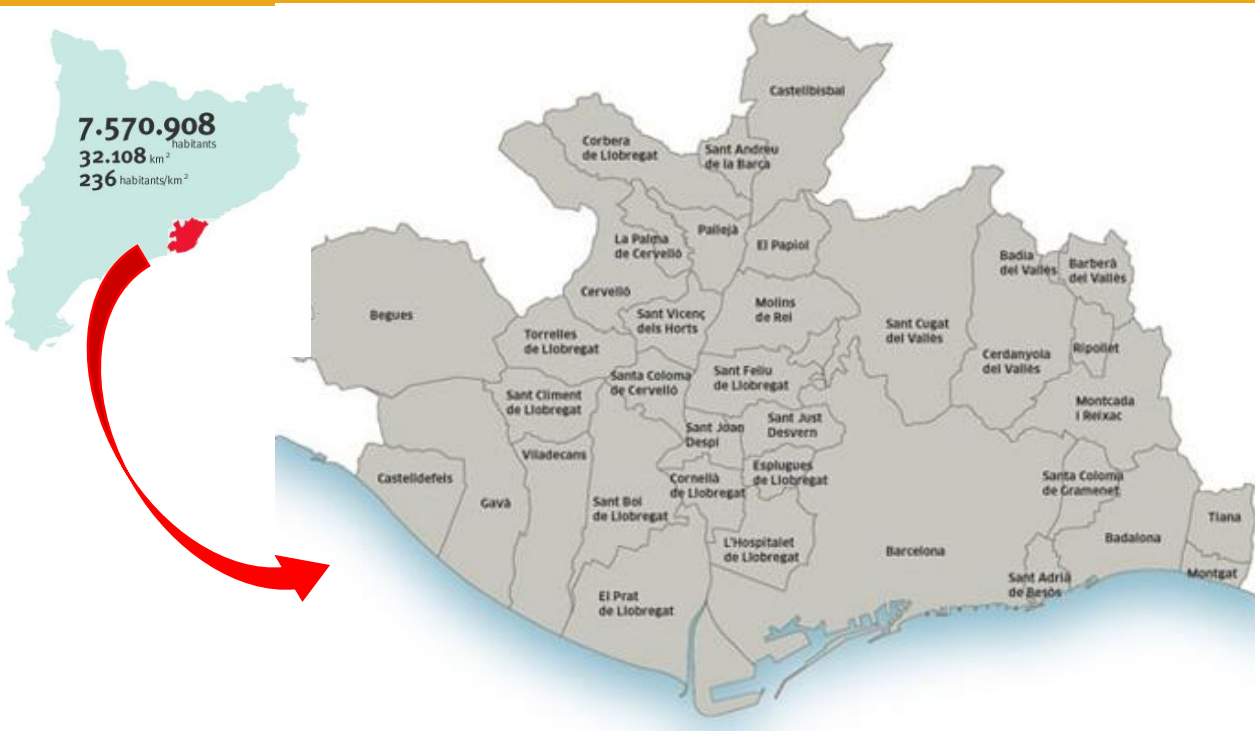 7.570.908
habitants
32.108 km²
236 habitants/km²
Castellbisbal
Corbera
de Llobregat
Sant Andreu
de la Barca
La Palma
de Cervelló
Pallejà
El Papiol
Badia
del Vallès
Barberà
del Vallès
Begues
Cervelló
Sant Vicenç
dels Horts
Molins
de Rei
Sant Cugat
del Vallès
Torrelles
de Llobregat
Cerdanyola
del Vallès
Ripollet
Santa Coloma
de Cervelló
Sant Feliu
de Llobregat
Sant Climent
de Llobregat
Montcada
i Reixac
Sant Joan
Despí
Sant Just
Desvern
Viladecans
Castelldefels
Gavà
Cornellà
de Llobregat
Esplugues
de Llobregat
Santa Coloma
de Gramenet
Sant Boi
de Llobregat
Tiana
L'Hospitalet
de Llobregat
Barcelona
Badalona
Montgat
Sant Adrià
de Besòs
El Prat
de Llobregat